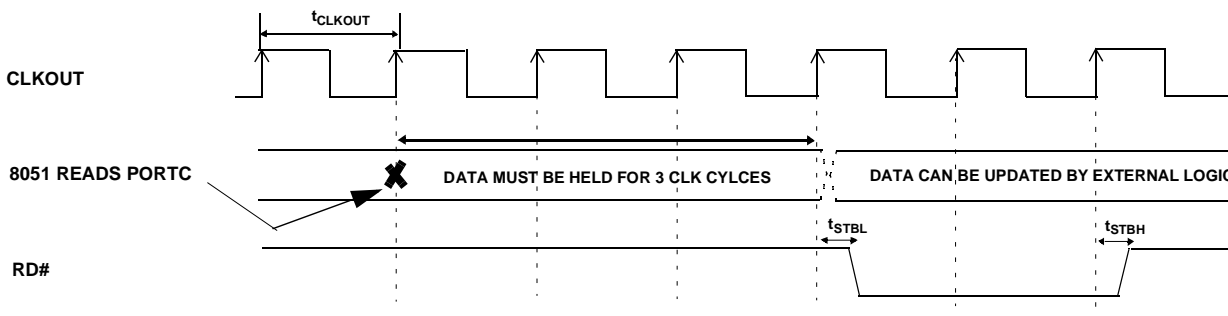 tCLKOUT
CLKOUT
8051 READS PORTC
DATA MUST BE HELD FOR 3 CLK CYLCES
DATA CAN BE UPDATED BY EXTERNAL LOGIC
tSTBL
tSTBH
RD#